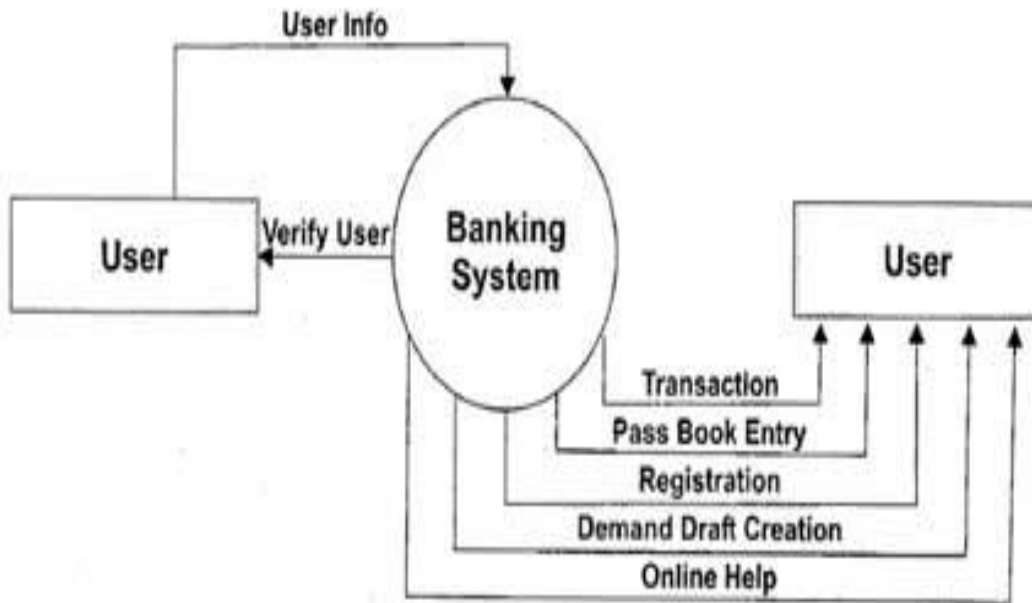 User Info
User
Verify User
Banking
System
User
Transaction
Pass Book Entry
Registration
Demand Draft Creation
Online Help